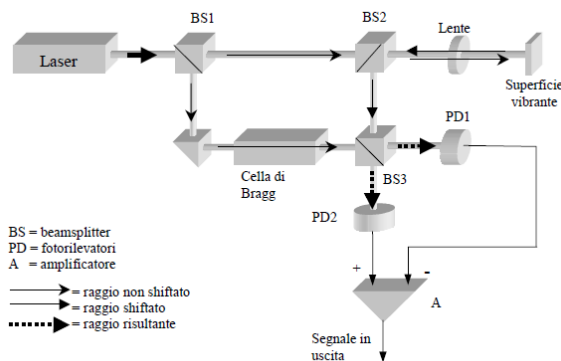 BS1
BS2
Lente
Laser
Superficie
vibrante
PD1
Cella di
Bragg
BS3
PD2
BS = beamsplitter
PD = fotorilevatori
A = amplificatore
+
-
A
= raggio non shiftato
= raggio shiftato
= raggio risultante
Segnale in
uscita